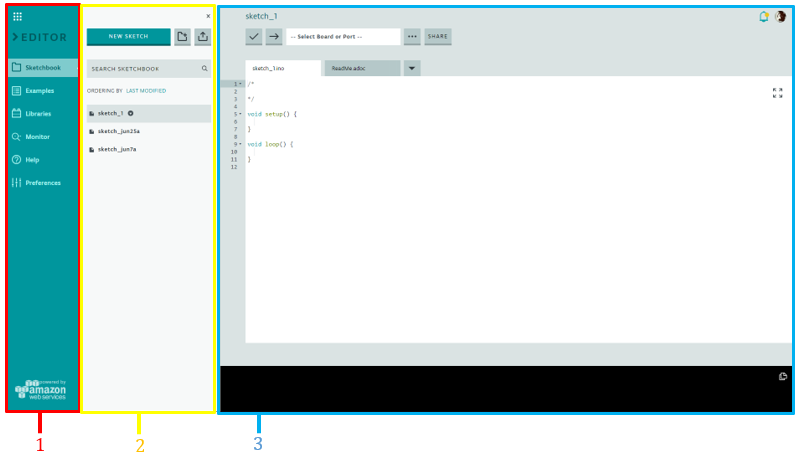 EDITOR
Sketchbook
Examples
Libraries
Monitor
Help
Preferences
powered by
amazon
web services
×
NEW SKETCH
SEARCH SKETCHBOOK
ORDERING BY LAST MODIFIED
sketch_1
sketch_jun25a
sketch_jun7a
sketch_1
-- Select Board or Port --
SHARE
sketch_1.ino
ReadMe.adoc
1 /*
2
3 */
4
5 void setup() {
6
7 }
8
9 void loop() {
10
11 }
12
1
2
3